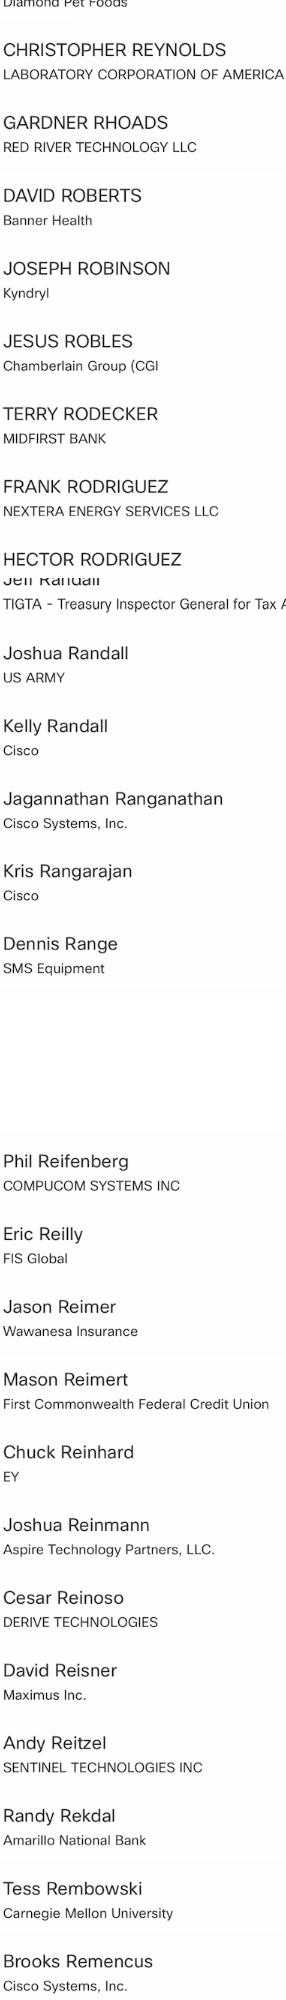 Diamond Pet Foods
CHRISTOPHER REYNOLDS
LABORATORY CORPORATION OF AMERICA
GARDNER RHOADS
RED RIVER TECHNOLOGY LLC
DAVID ROBERTS
Banner Health
JOSEPH ROBINSON
Kyndryl
JESUS ROBLES
Chamberlain Group (CGI
TERRY RODECKER
MIDFIRST BANK
FRANK RODRIGUEZ
NEXTERA ENERGY SERVICES LLC
HECTOR RODRIGUEZ
Jeff Randall
TIGTA - Treasury Inspector General for Tax A
Joshua Randall
US ARMY
Kelly Randall
Cisco
Jagannathan Ranganathan
Cisco Systems, Inc.
Kris Rangarajan
Cisco
Dennis Range
SMS Equipment
Phil Reifenberg
COMPUCOM SYSTEMS INC
Eric Reilly
FIS Global
Jason Reimer
Wawanesa Insurance
Mason Reimert
First Commonwealth Federal Credit Union
Chuck Reinhard
EY
Joshua Reinmann
Aspire Technology Partners, LLC.
Cesar Reinoso
DERIVE TECHNOLOGIES
David Reisner
Maximus Inc.
Andy Reitzel
SENTINEL TECHNOLOGIES INC
Randy Rekdal
Amarillo National Bank
Tess Rembowski
Carnegie Mellon University
Brooks Remencus
Cisco Systems, Inc.